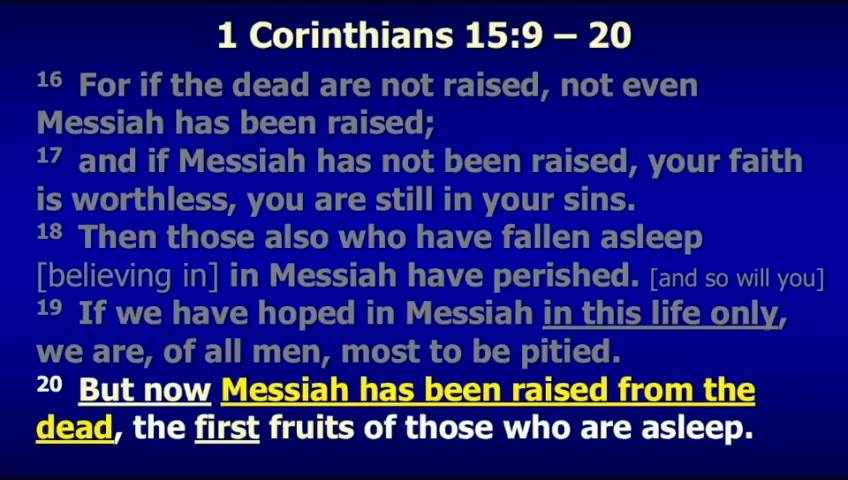 1 Corinthians 15:9 – 20
16 For if the dead are not raised, not even
Messiah has been raised;
17 and if Messiah has not been raised, your faith
is worthless, you are still in your sins.
18 Then those also who have fallen asleep
[believing in] in Messiah have perished. [and so will you]
19 If we have hoped in Messiah in this life only,
we are, of all men, most to be pitied.
20 But now Messiah has been raised from the
dead, the first fruits of those who are asleep.